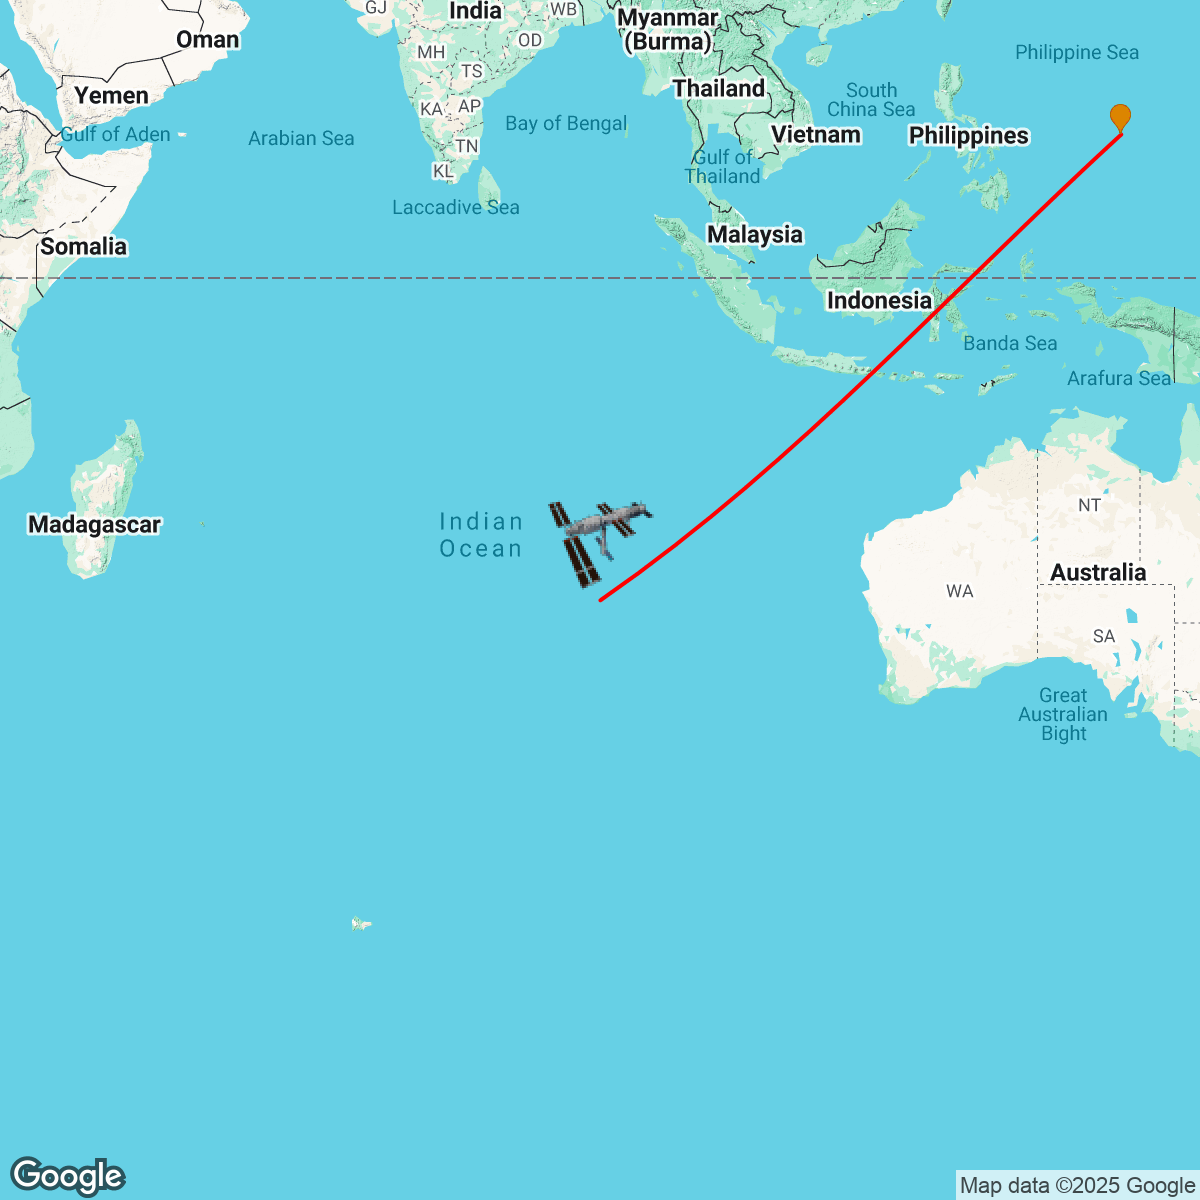 GJ
India
WB
Myanmar
(Burma)
Oman
MH
OD
Philippine Sea
TS
Yemen
Thailand
South
China Sea
KA
AP
Gulf of Aden
Arabian Sea
Bay of Bengal
Vietnam
Philippines
TN
Gulf of
Thailand
KL
Laccadive Sea
Somalia
Malaysia
Indonesia
Banda Sea
Arafura Sea
Madagascar
Indian
Ocean
NT
Australia
WA
SA
Great
Australian
Bight
Google
Map data ©2025 Google